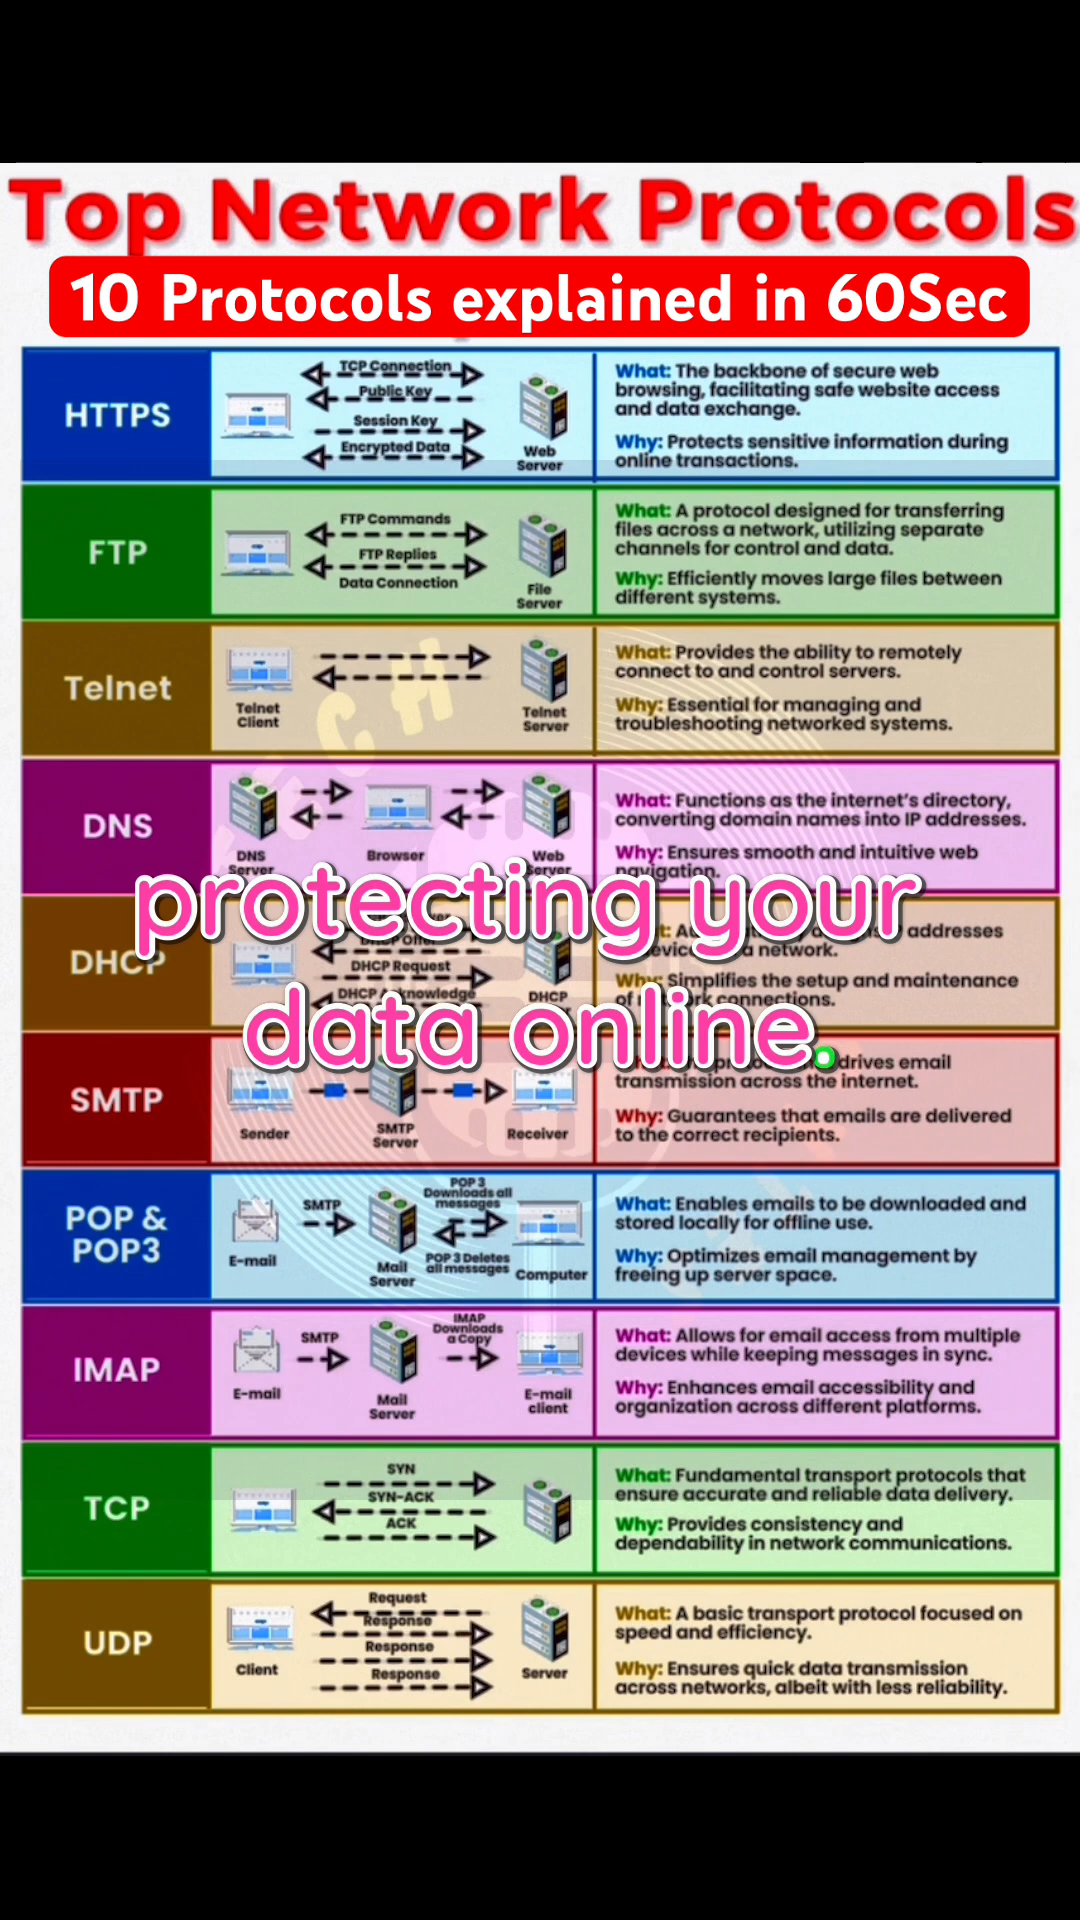 Top Network Protocols
10 Protocols explained in 60Sec
HTTPS
TCP Connection
Public Key
Session Key
Encrypted Data
Web
Server
What: The backbone of secure web
browsing, facilitating safe website access
and data exchange.
Why: Protects sensitive information during
online transactions.
FTP
FTP Commands
FTP Replies
Data Connection
File
Server
What: A protocol designed for transferring
files across a network, utilizing separate
channels for control and data.
Why: Efficiently moves large files between
different systems.
Telnet
Telnet
Client
Telnet
Server
What: Provides the ability to remotely
connect to and control servers.
Why: Essential for managing and
troubleshooting networked systems.
DNS
DNS
Server
Browser
Web
Server
What: Functions as the internet's directory,
converting domain names into IP addresses.
Why: Ensures smooth and intuitive web
navigation.
protecting your
data online.
DHCP
DHCP Offer
DHCP Request
DHCP Acknowledge
DHCP
addresses
a network.
Why: Simplifies the setup and maintenance
of network connections.
SMTP
Sender
SMTP
Server
Receiver
drives email
transmission across the internet.
Why: Guarantees that emails are delivered
to the correct recipients.
POP &
POP3
E-mail
SMTP
Mail
Server
POP 3
Downloads all
messages
POP 3 Deletes
all messages
Computer
What: Enables emails to be downloaded and
stored locally for offline use.
Why: Optimizes email management by
freeing up server space.
IMAP
E-mail
SMTP
Mail
Server
IMAP
Downloads
a Copy
E-mail
client
What: Allows for email access from multiple
devices while keeping messages in sync.
Why: Enhances email accessibility and
organization across different platforms.
TCP
SYN
SYN-ACK
ACK
What: Fundamental transport protocols that
ensure accurate and reliable data delivery.
Why: Provides consistency and
dependability in network communications.
UDP
Client
Request
Response
Response
Response
Server
What: A basic transport protocol focused on
speed and efficiency.
Why: Ensures quick data transmission
across networks, albeit with less reliability.